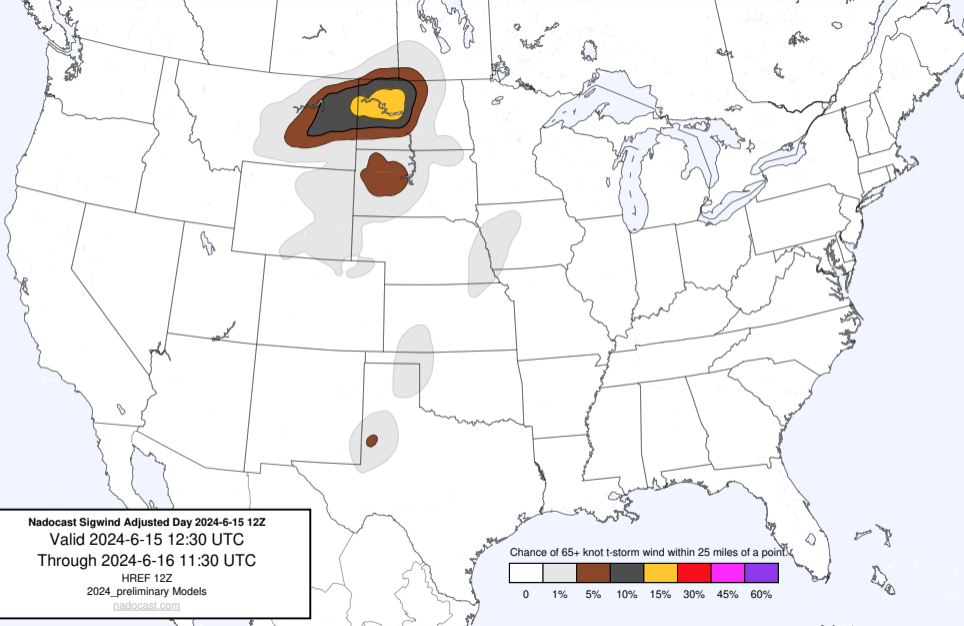 Nadocast Sigwind Adjusted Day 2024-6-15 12Z
Valid 2024-6-15 12:30 UTC
Through 2024-6-16 11:30 UTC
HREF 12Z
2024_preliminary Models
nadocast.com
Chance of 65+ knot t-storm wind within 25 miles of a point.
0 1% 5% 10% 15% 30% 45% 60%